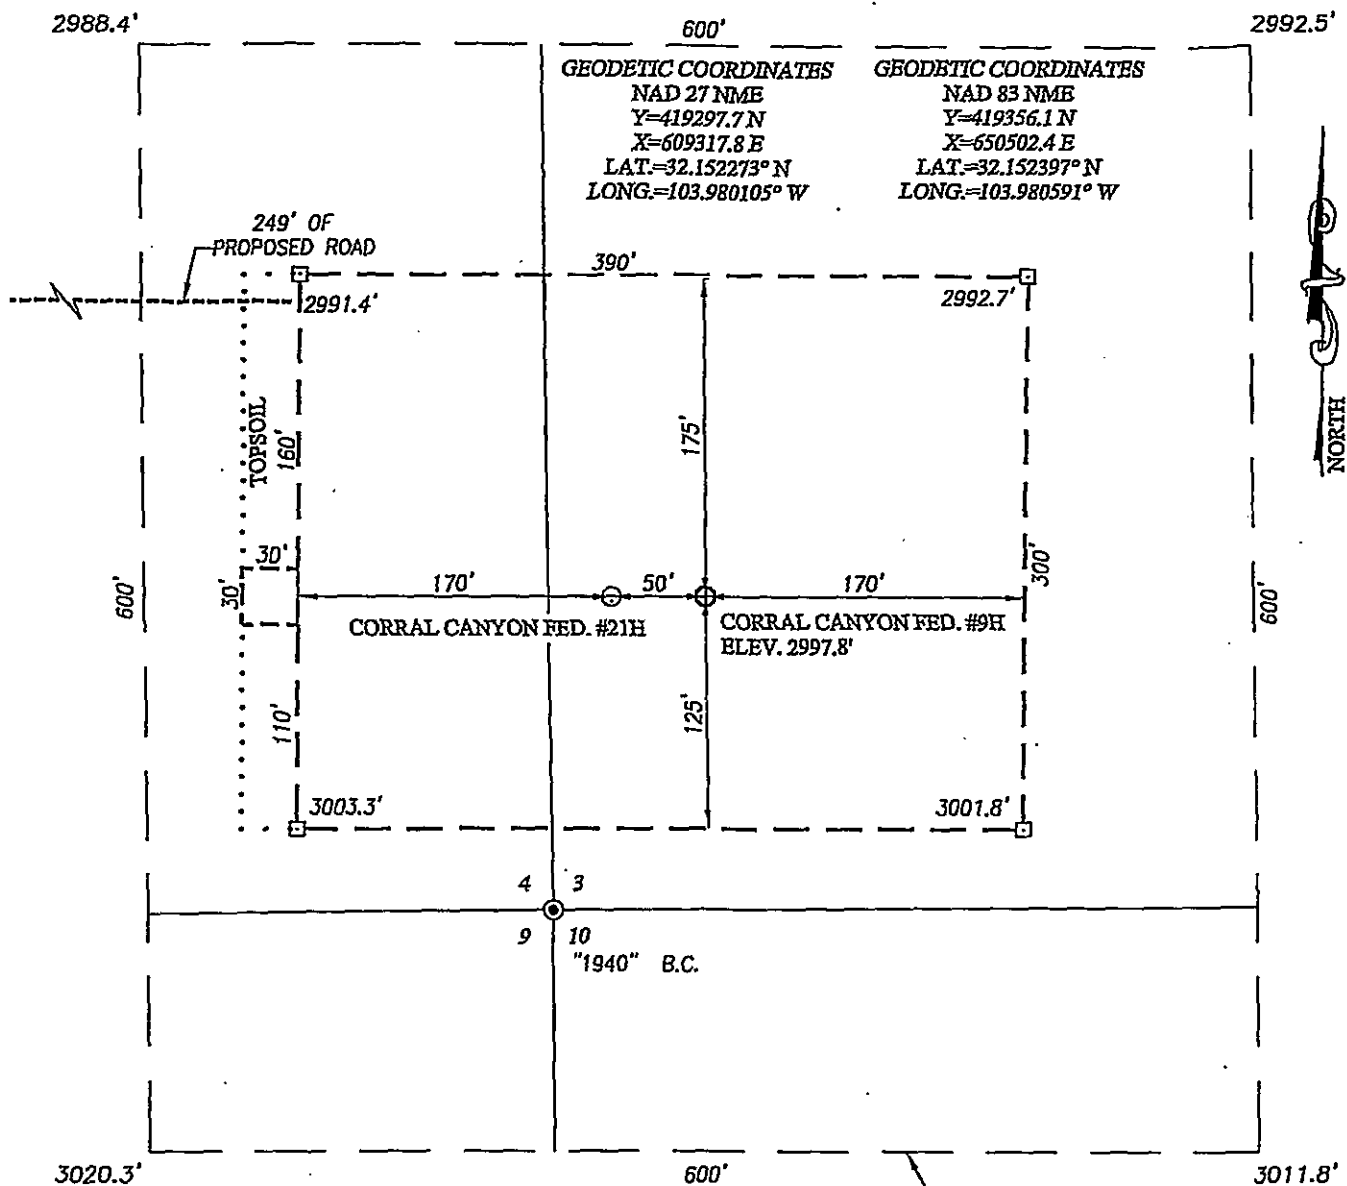 2988.4'
600'
2992.5'
GEODETIC COORDINATES
NAD 27 NME
Y=419297.7 N
X=609317.8 E
LAT.=32.152273° N
LONG.=103.980105° W
GEODETIC COORDINATES
NAD 83 NME
Y=419356.1 N
X=650502.4 E
LAT.=32.152397° N
LONG.=103.980591° W
249' OF
PROPOSED ROAD
390'
2991.4'
2992.7'
NORTH
TOPSOIL
160'
175'
30'
30'
600'
170'
50'
170'
300'
600'
CORRAL CANYON FED. #21H
CORRAL CANYON FED. #9H
ELEV. 2997.8'
110'
125'
3003.3'
3001.8'
4 3
9 10
"1940" B.C.
3020.3'
600'
3011.8'